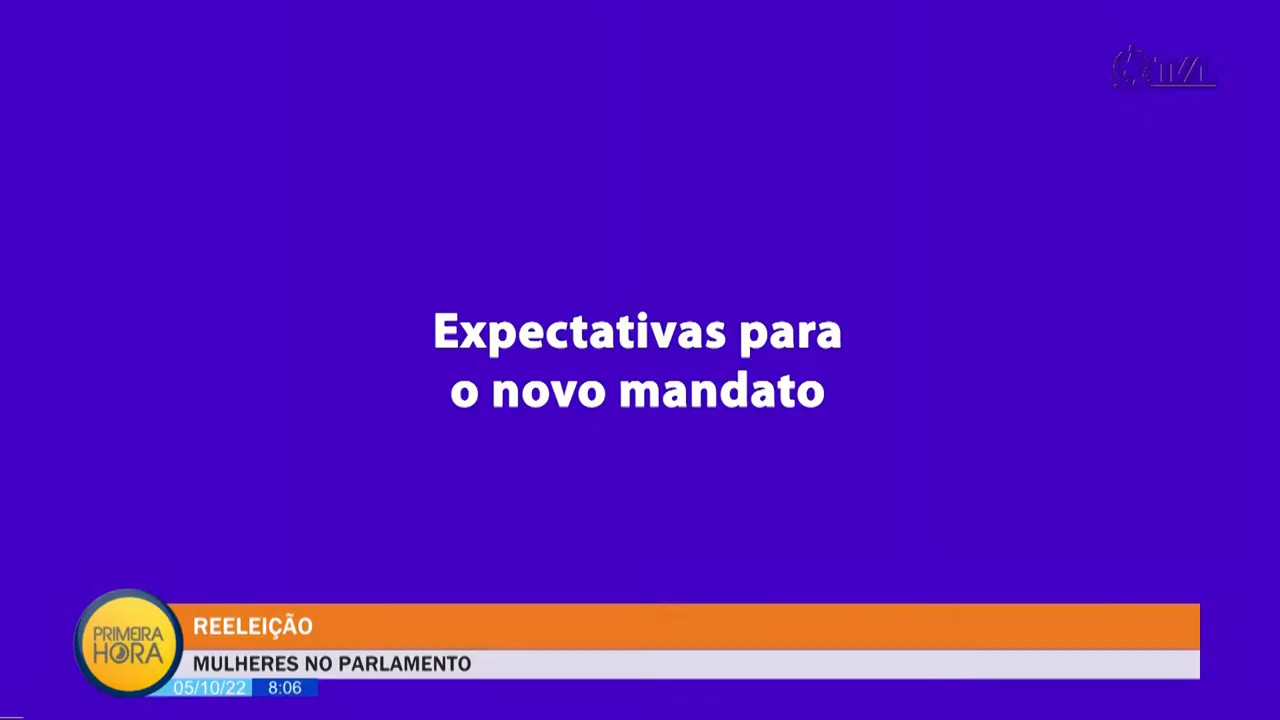 Expectativas para
o novo mandato
PRIMEIRA
HORA
REELEIÇÃO
MULHERES NO PARLAMENTO
05/10/22 8:06